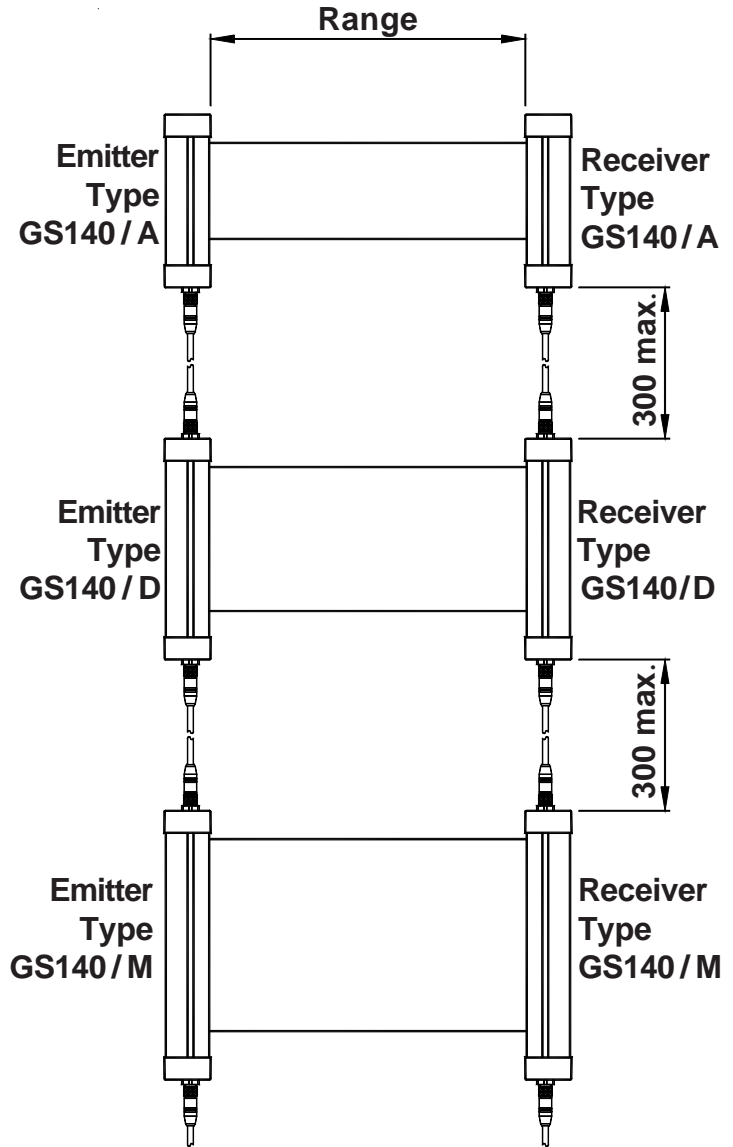 Range
Emitter
Type
GS140 / A
Receiver
Type
GS140 / A
300 max.
Emitter
Type
GS140 / D
Receiver
Type
GS140/D
300 max.
Emitter
Type
GS140 / M
Receiver
Type
GS140 / M